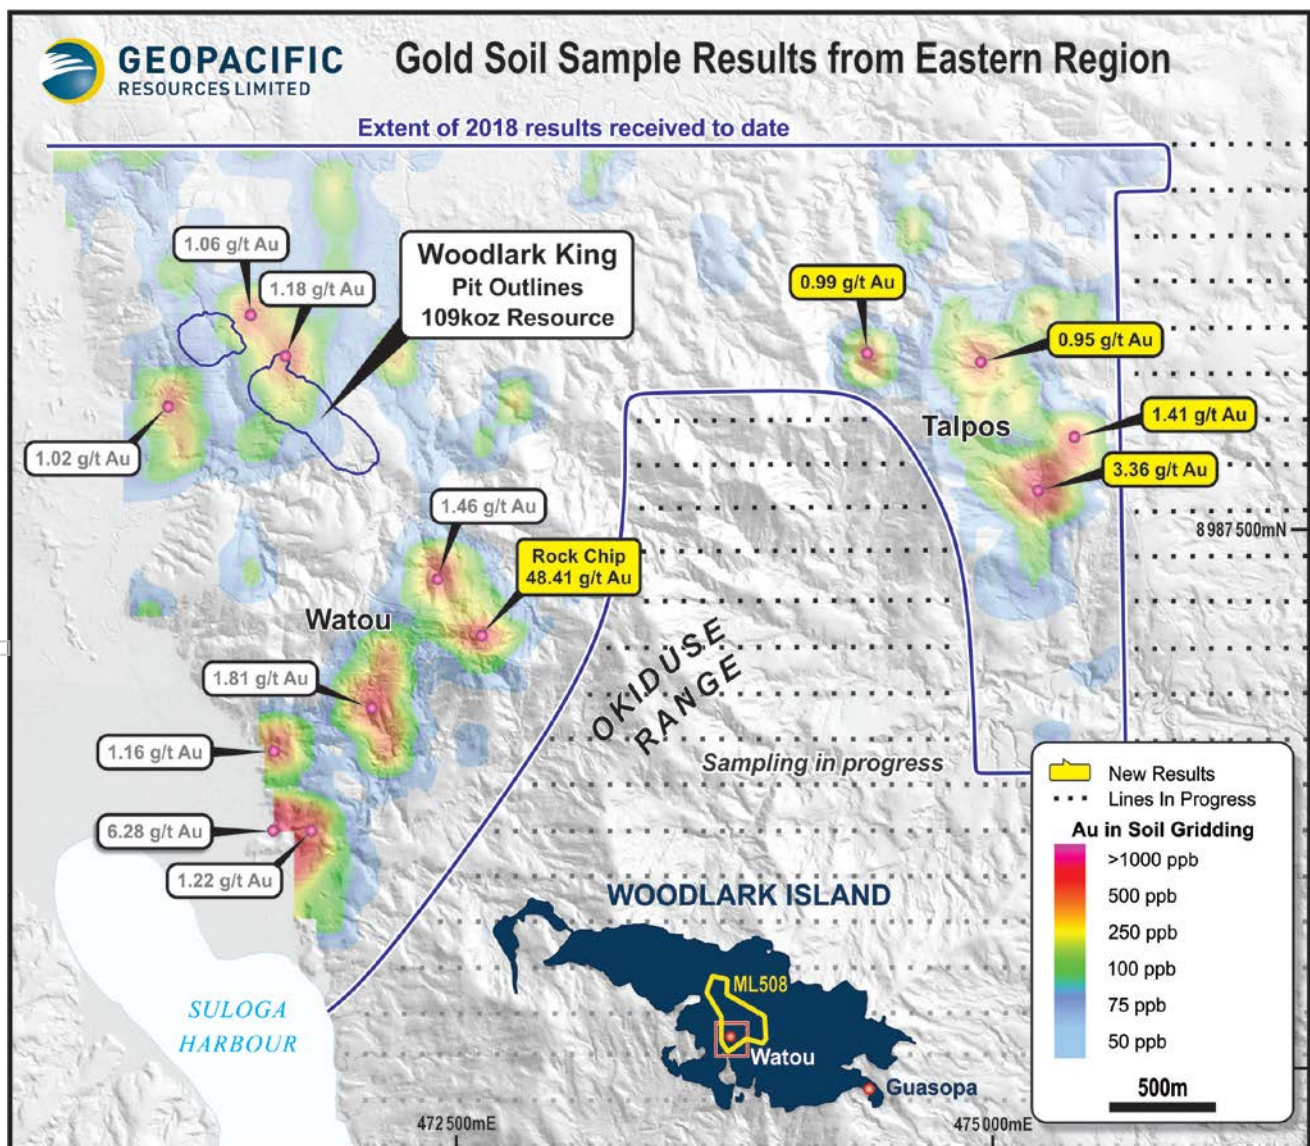 GEOPACIFIC
RESOURCES LIMITED
Gold Soil Sample Results from Eastern Region
Extent of 2018 results received to date
1.06 g/t Au
1.18 g/t Au
Woodlark King
Pit Outlines
109koz Resource
0.99 g/t Au
0.95 g/t Au
1.02 g/t Au
Talpos
1.41 g/t Au
3.36 g/t Au
1.46 g/t Au
8 987 500mN
Rock Chip
48.41 g/t Au
Watou
1.81 g/t Au
OKIDUSE
RANGE
1.16 g/t Au
Sampling in progress
6.28 g/t Au
1.22 g/t Au
New Results
Lines In Progress
Au in Soil Gridding
>1000 ppb
500 ppb
250 ppb
100 ppb
75 ppb
50 ppb
500m
WOODLARK ISLAND
ML508
Watou
Guasopa
SULOGA
HARBOUR
472 500mE
475 000mE